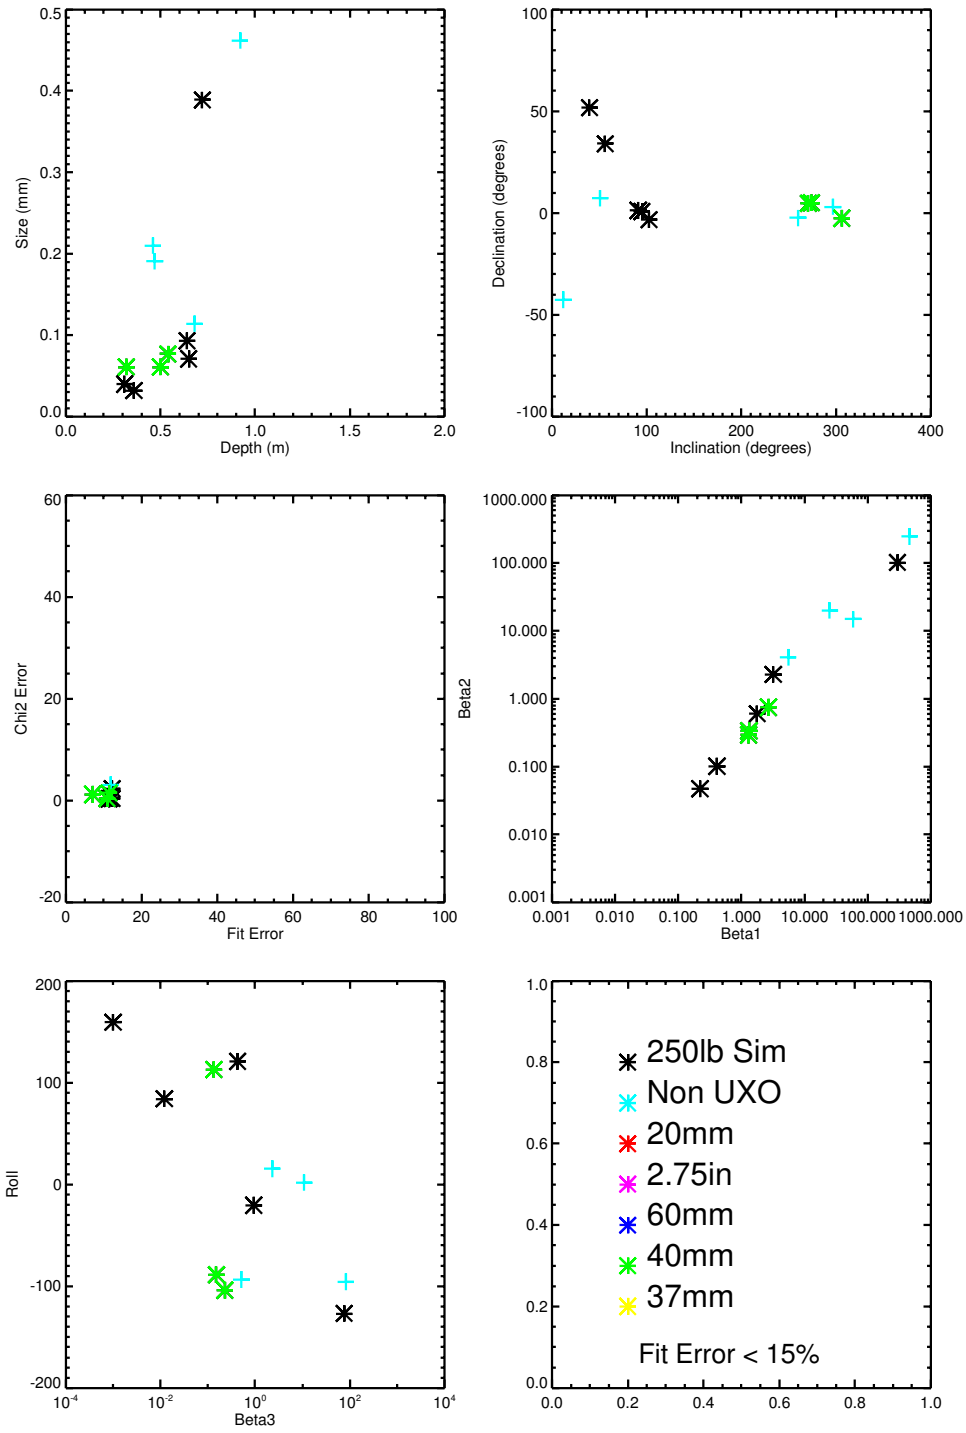 0.5
0.4
0.3
0.2
0.1
0.0
Size (mm)
0.0 0.5 1.0 1.5 2.0
Depth (m)
100
50
0
-50
-100
Declination (degrees)
0 100 200 300 400
Inclination (degrees)
60
40
20
0
-20
Chi2 Error
0 20 40 60 80 100
Fit Error
1000.000
100.000
10.000
1.000
0.100
0.010
0.001
Beta2
0.001 0.010 0.100 1.000 10.000 100.000 1000.000
Beta1
200
100
0
-100
-200
Roll
10-4 10-2 100 102 104
Beta3
1.0
0.8
0.6
0.4
0.2
0.0
250lb Sim
Non UXO
20mm
2.75in
60mm
40mm
37mm
Fit Error < 15%
0.0 0.2 0.4 0.6 0.8 1.0